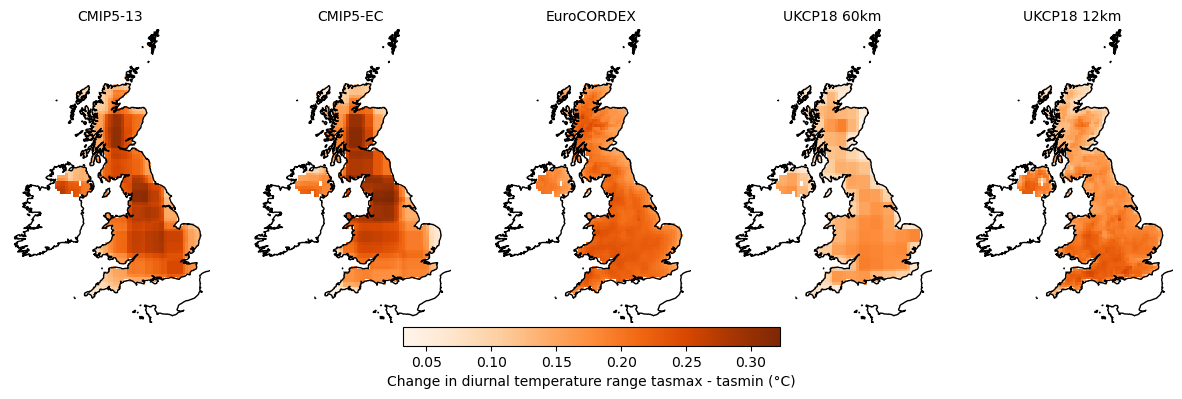 CMIP5-13
CMIP5-EC
EuroCORDEX
UKCP18 60km
UKCP18 12km
0.05
0.10
0.15
0.20
0.25
0.30
Change in diurnal temperature range tasmax - tasmin (°C)